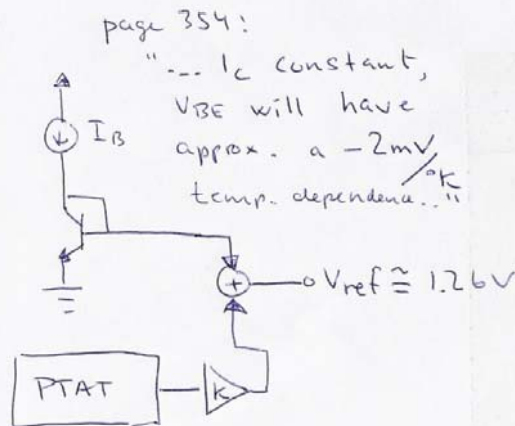 page 354:
"--- Ic constant,
VBE will have
approx. a -2mV/°K
temp. dependence.."
IB
+
Vref ≅ 1.26V
PTAT
K